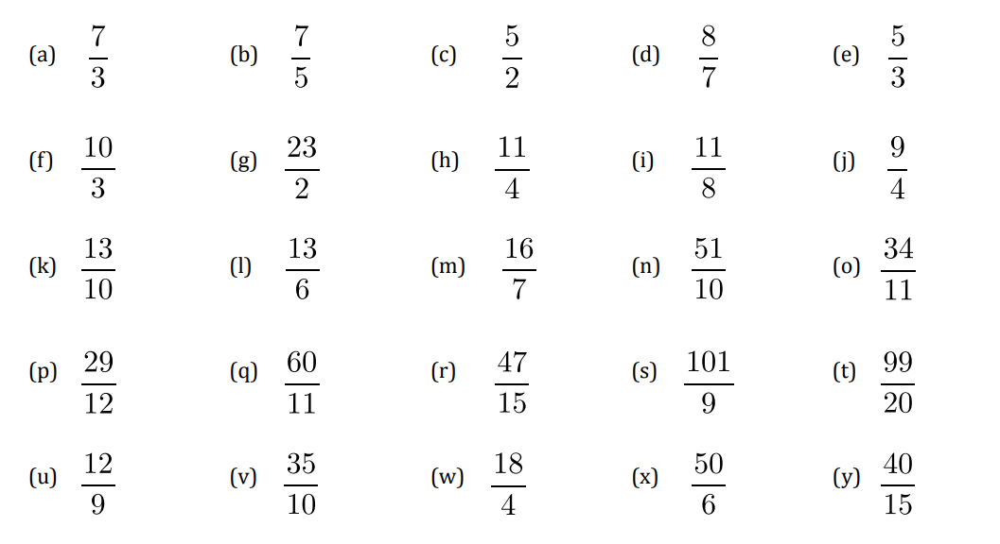 (a) 7/3 (b) 7/5 (c) 5/2 (d) 8/7 (e) 5/3
(f) 10/3 (g) 23/2 (h) 11/4 (i) 11/8 (j) 9/4
(k) 13/10 (l) 13/6 (m) 16/7 (n) 51/10 (o) 34/11
(p) 29/12 (q) 60/11 (r) 47/15 (s) 101/9 (t) 99/20
(u) 12/9 (v) 35/10 (w) 18/4 (x) 50/6 (y) 40/15